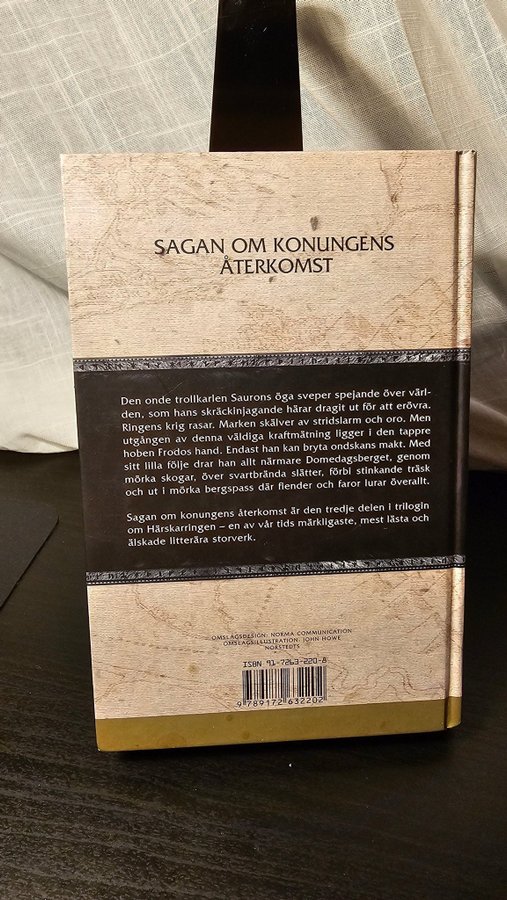 SAGAN OM KONUNGENS
ÅTERKOMST
Den onde trollkarlen Saurons öga sveper spejande över värl-
den, som hans skräckinjagande härar dragit ut för att erövra.
Ringens krig rasar. Marken skälver av stridslarm och oro. Men
utgången av denna väldiga kraftmätning ligger i den tappre
hoben Frodos hand. Endast han kan bryta ondskans makt. Med
sitt lilla följe drar han allt närmare Domedagsberget, genom
mörka skogar, över svartbrända slätter, förbi stinkande träsk
och ut i mörka bergspass där fiender och faror lurar överallt.
Sagan om konungens återkomst är den tredje delen i trilogin
om Härskarringen – en av vår tids märkligaste, mest lästa och
älskade litterära storverk.
OMSLAGSDESIGN: NORMA COMMUNICATION
OMSLAGSILLUSTRATION: JOHN HOWE
NORSTEDTS
ISBN 91-7263-220-8
9 789172 632202